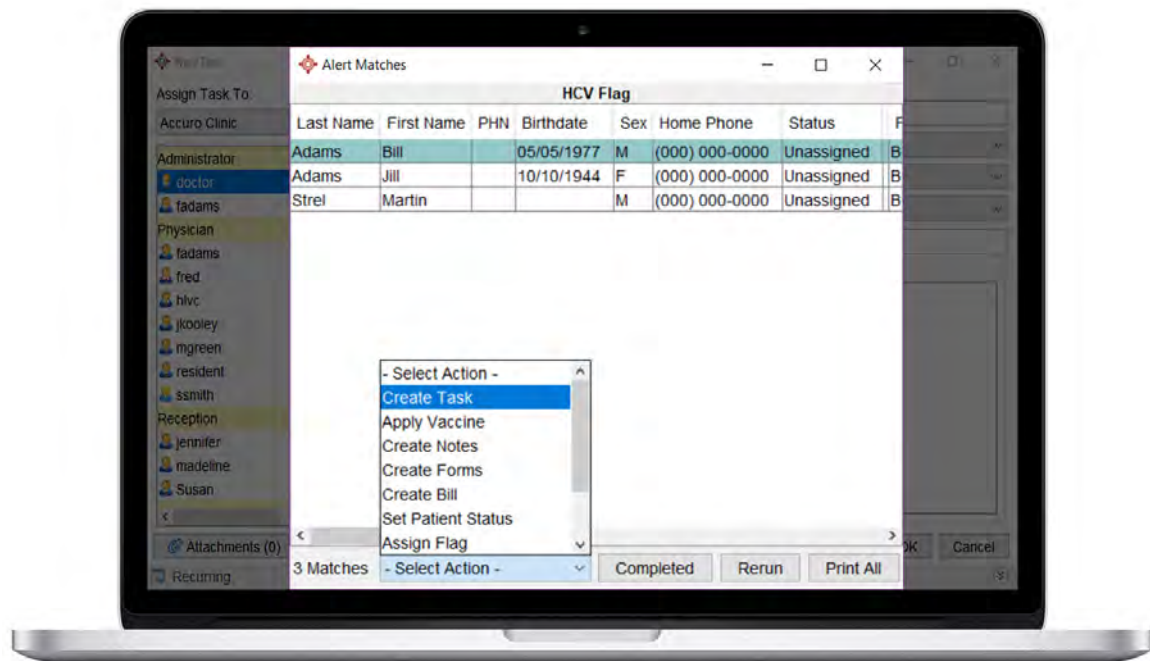 New Task
Assign Task To:
Accuro Clinic
Administrator
doctor
fadams
Physician
fadams
fred
hlvc
jkooley
mgreen
resident
ssmith
Reception
jennifer
madeline
Susan
Attachments (0)
Recurring
OK Cancel
Alert Matches
HCV Flag
Last Name First Name PHN Birthdate Sex Home Phone Status
Adams Bill 05/05/1977 M (000) 000-0000 Unassigned B
Adams Jill 10/10/1944 F (000) 000-0000 Unassigned B
Strel Martin M (000) 000-0000 Unassigned B
- Select Action -
Create Task
Apply Vaccine
Create Notes
Create Forms
Create Bill
Set Patient Status
Assign Flag
3 Matches - Select Action - Completed Rerun Print All